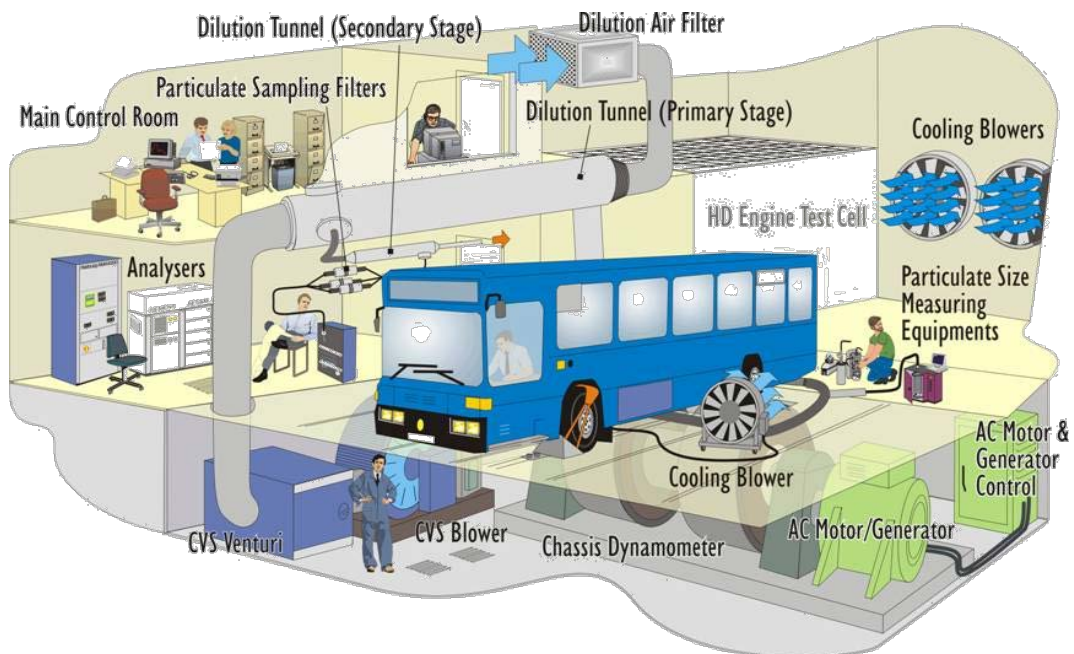 Dilution Tunnel (Secondary Stage)
Dilution Air Filter
Particulate Sampling Filters
Main Control Room
Dilution Tunnel (Primary Stage)
Cooling Blowers
HD Engine Test Cell
Analysers
Particulate Size
Measuring
Equipments
AC Motor &
Generator
Control
Cooling Blower
AC Motor/Generator
CVS Venturi
CVS Blower
Chassis Dynamometer